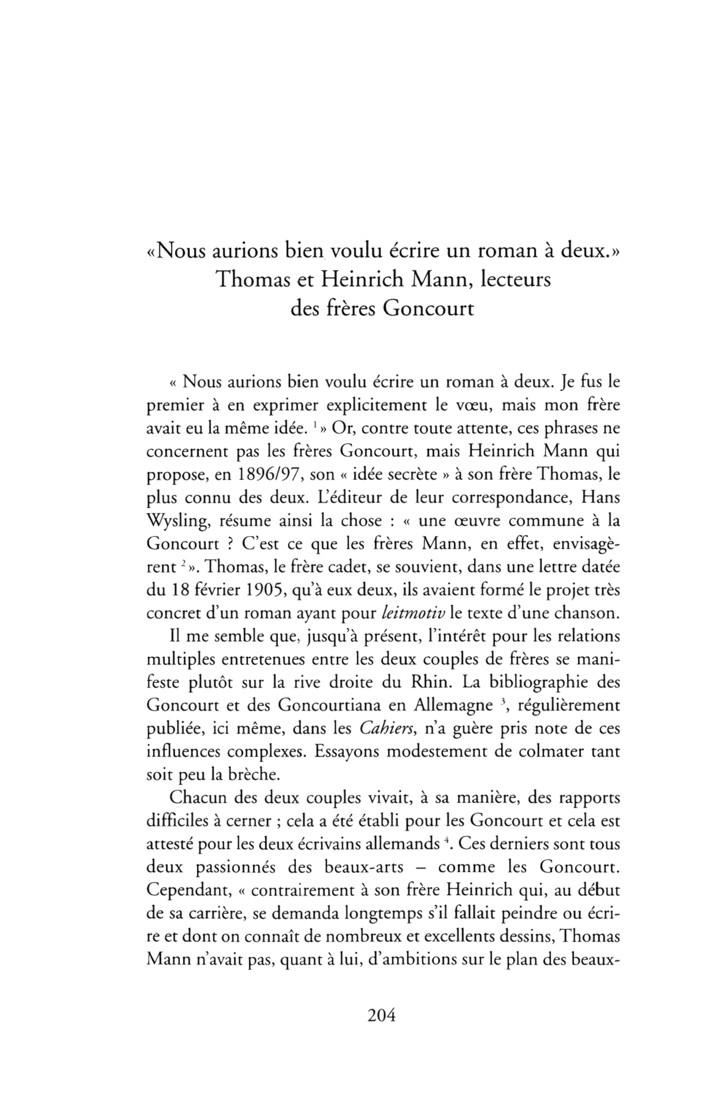 «Nous aurions bien voulu écrire un roman à deux.»
Thomas et Heinrich Mann, lecteurs
des frères Goncourt
« Nous aurions bien voulu écrire un roman à deux. Je fus le
premier à en exprimer explicitement le vœu, mais mon frère
avait eu la même idée. ¹ » Or, contre toute attente, ces phrases ne
concernent pas les frères Goncourt, mais Heinrich Mann qui
propose, en 1896/97, son « idée secrète » à son frère Thomas, le
plus connu des deux. L'éditeur de leur correspondance, Hans
Wysling, résume ainsi la chose : « une œuvre commune à la
Goncourt ? C'est ce que les frères Mann, en effet, envisagè-
rent ² ». Thomas, le frère cadet, se souvient, dans une lettre datée
du 18 février 1905, qu'à eux deux, ils avaient formé le projet très
concret d'un roman ayant pour leitmotiv le texte d'une chanson.
Il me semble que, jusqu'à présent, l'intérêt pour les relations
multiples entretenues entre les deux couples de frères se mani-
feste plutôt sur la rive droite du Rhin. La bibliographie des
Goncourt et des Goncourtiana en Allemagne ³, régulièrement
publiée, ici même, dans les Cahiers, n'a guère pris note de ces
influences complexes. Essayons modestement de colmater tant
soit peu la brèche.
Chacun des deux couples vivait, à sa manière, des rapports
difficiles à cerner ; cela a été établi pour les Goncourt et cela est
attesté pour les deux écrivains allemands ⁴. Ces derniers sont tous
deux passionnés des beaux-arts – comme les Goncourt.
Cependant, « contrairement à son frère Heinrich qui, au début
de sa carrière, se demanda longtemps s'il fallait peindre ou écri-
re et dont on connaît de nombreux et excellents dessins, Thomas
Mann n'avait pas, quant à lui, d'ambitions sur le plan des beaux-
204